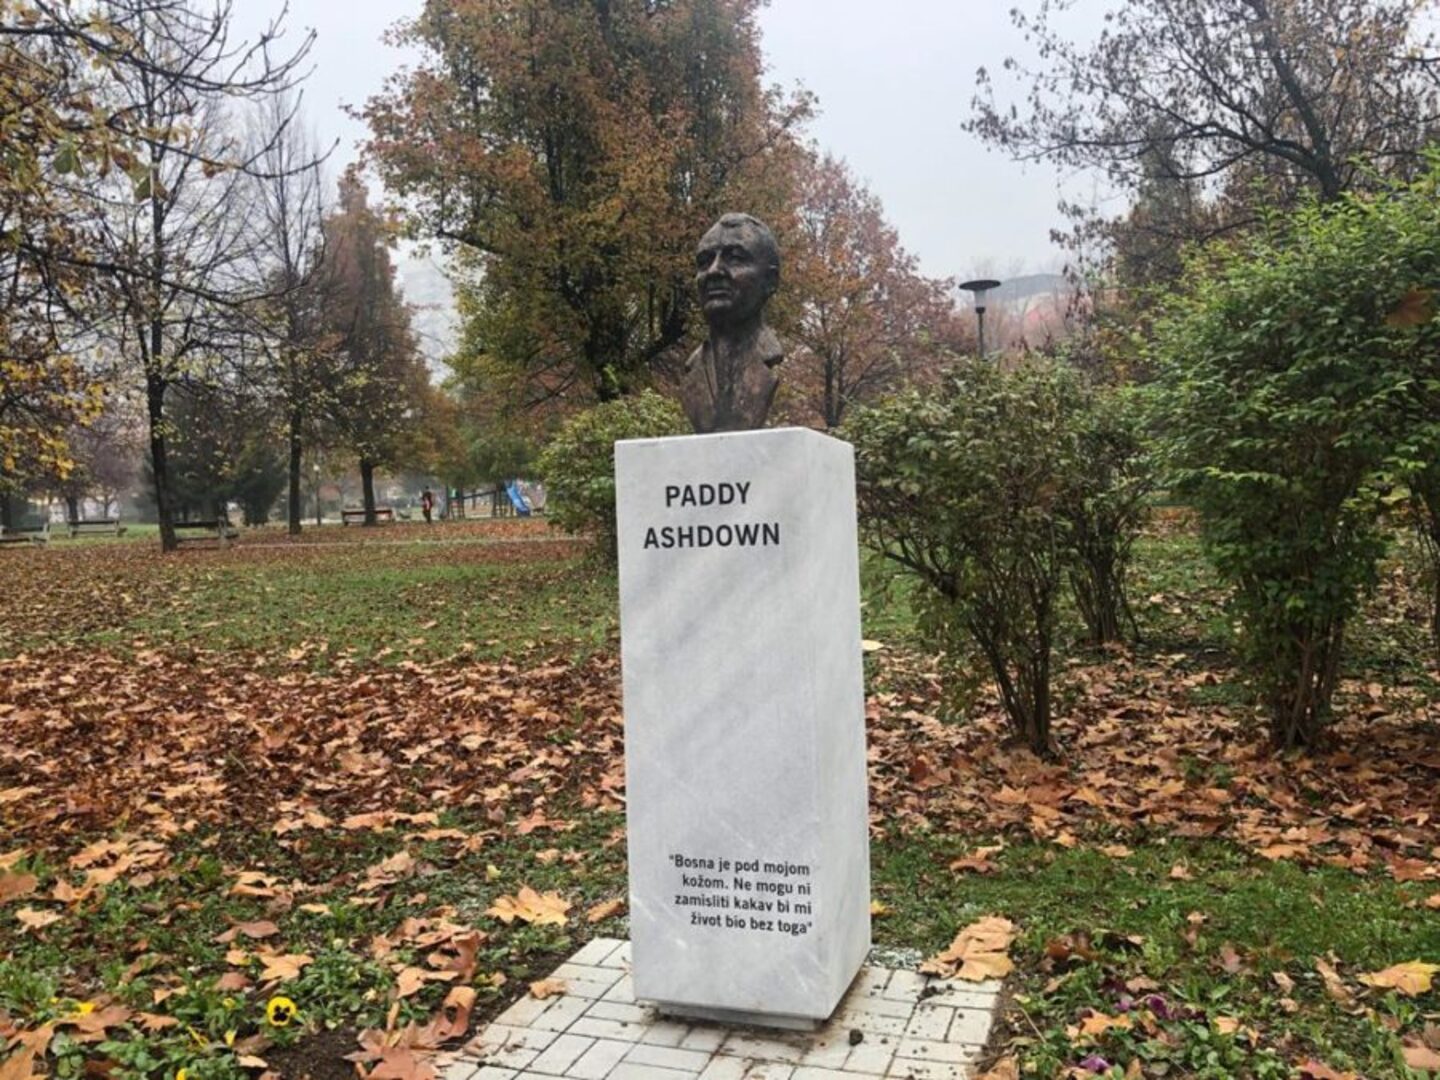 PADDY
ASHDOWN
"Bosna je pod mojom
kožom. Ne mogu ni
zamisliti kakav bi mi
život bio bez toga"